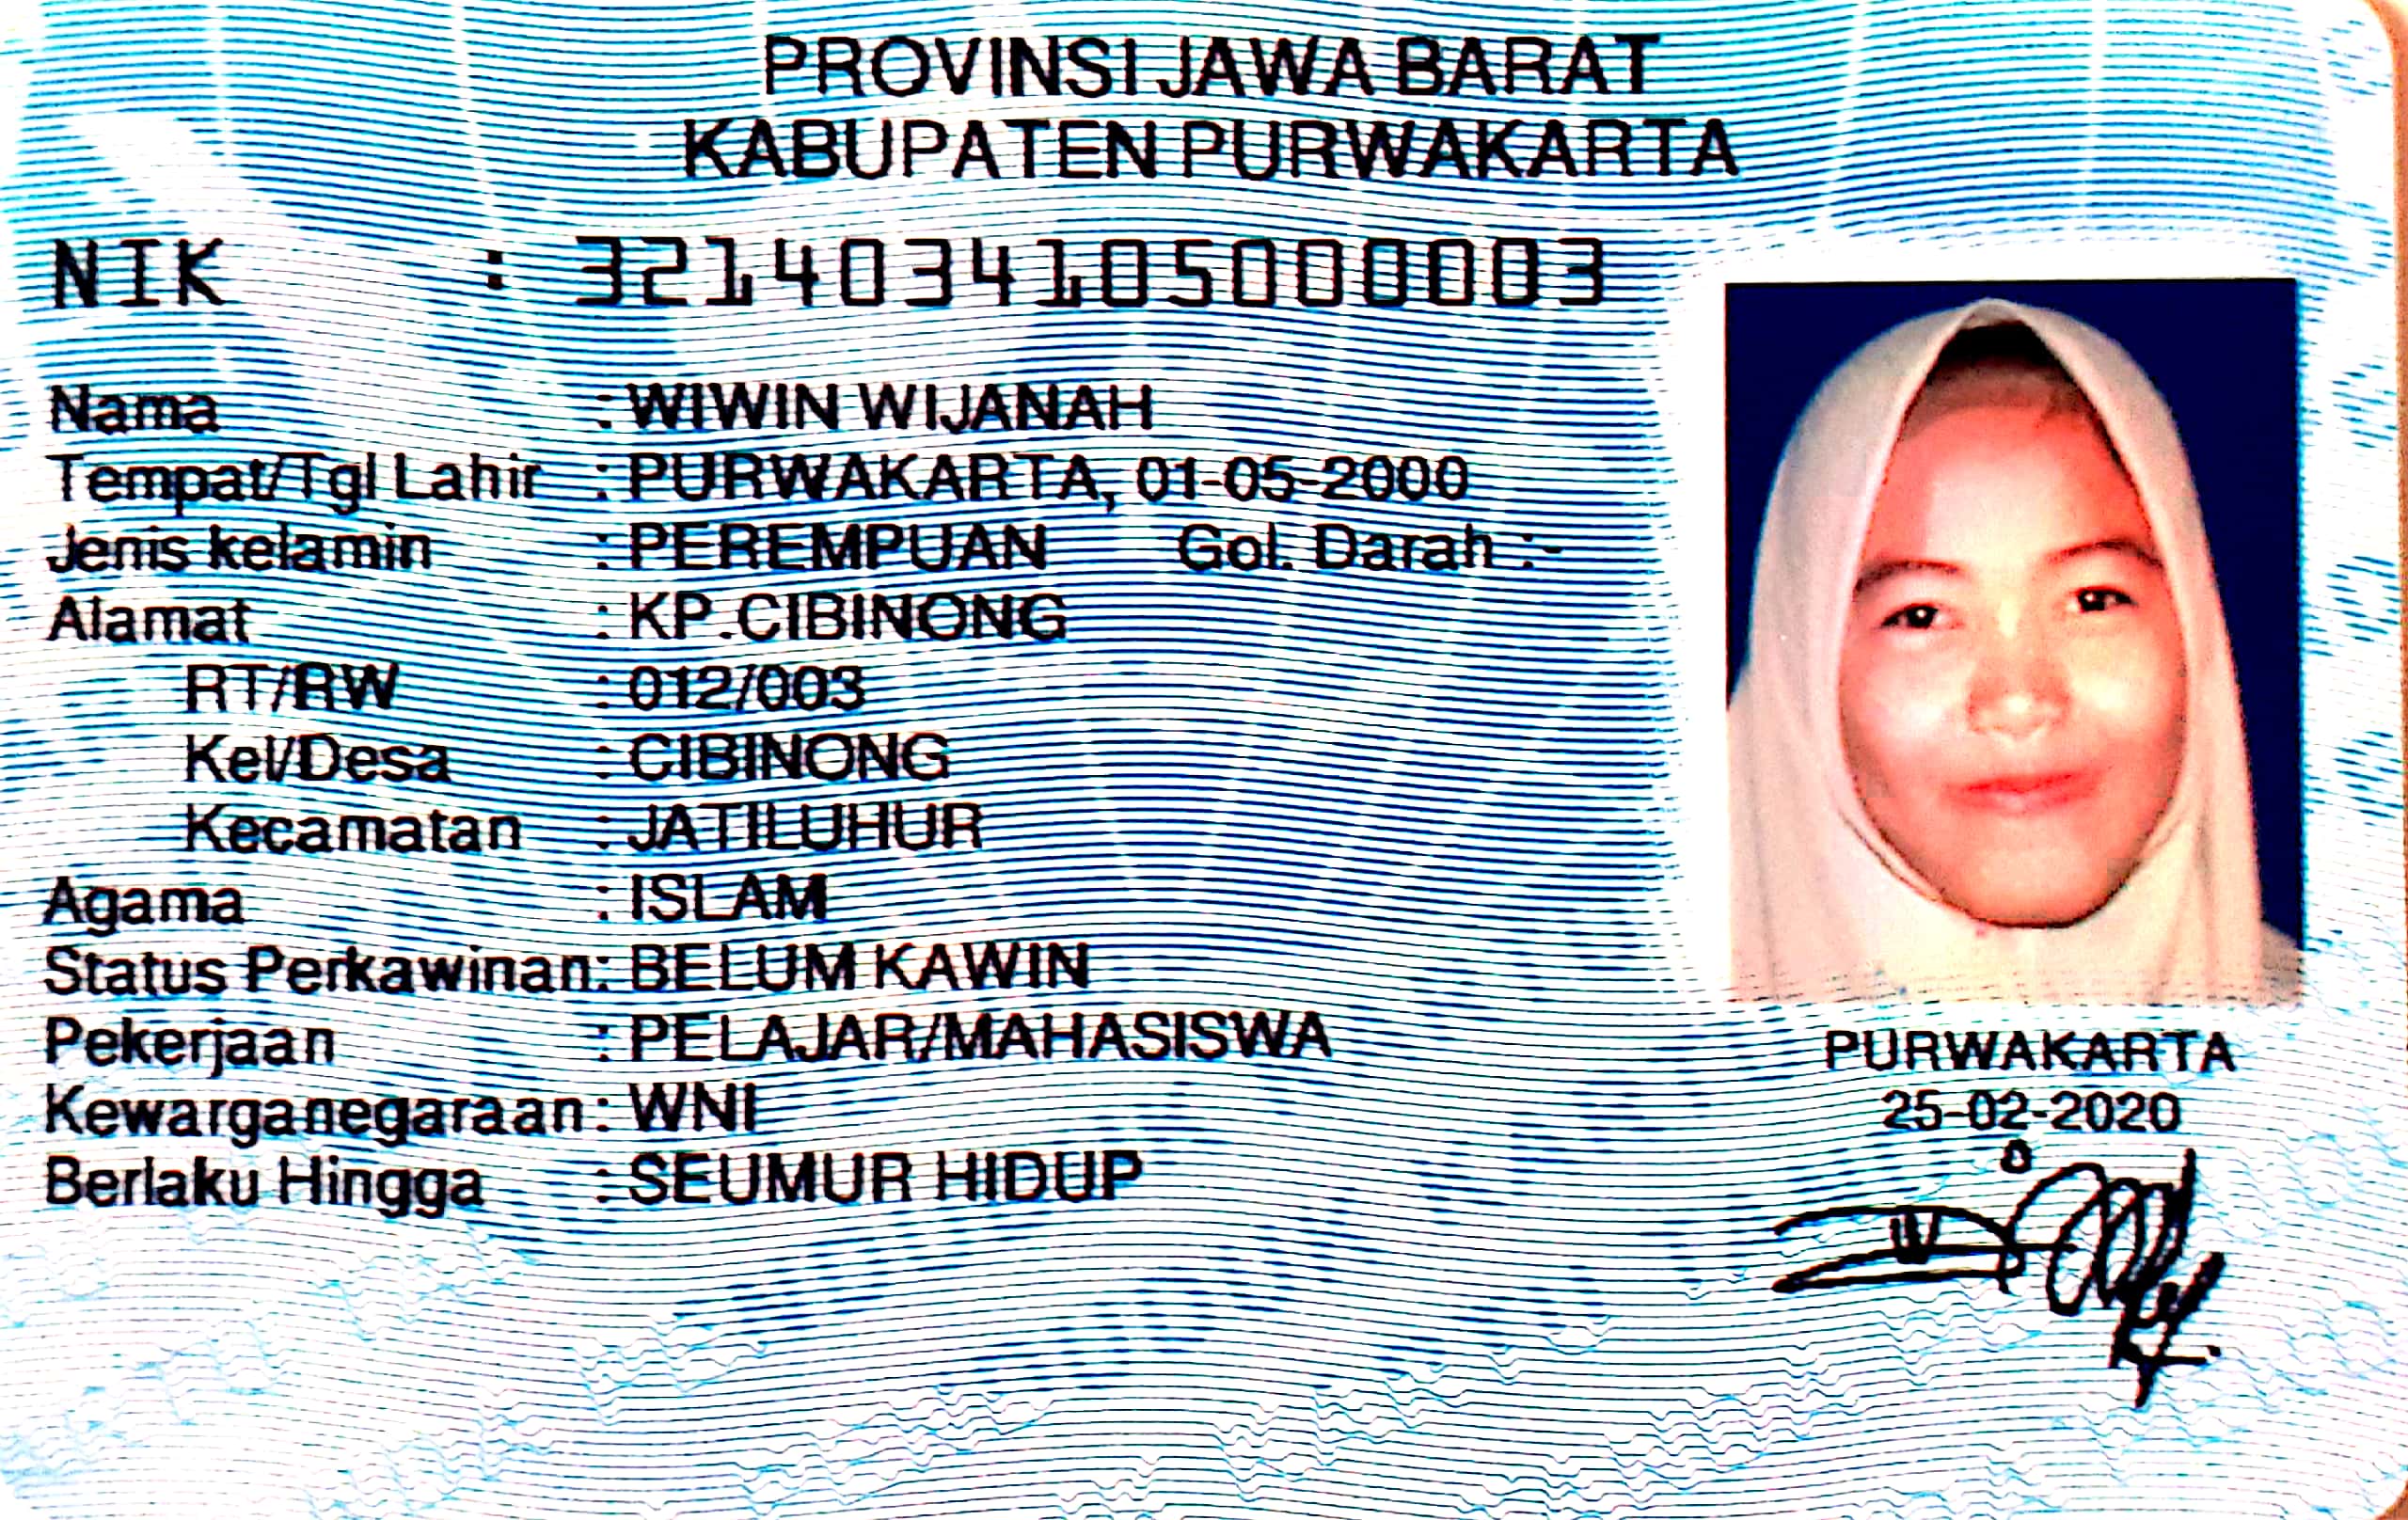 PROVINSI JAWA BARAT
KABUPATEN PURWAKARTA
NIK : 3214034105000003
Nama : WIWIN WIJANAH
Tempat/Tgl Lahir : PURWAKARTA, 01-05-2000
Jenis kelamin : PEREMPUAN Gol. Darah :-
Alamat : KP.CIBINONG
RT/RW : 012/003
Kel/Desa : CIBINONG
Kecamatan : JATILUHUR
Agama : ISLAM
Status Perkawinan: BELUM KAWIN
Pekerjaan : PELAJAR/MAHASISWA
Kewarganegaraan: WNI
Berlaku Hingga : SEUMUR HIDUP
PURWAKARTA
25-02-2020